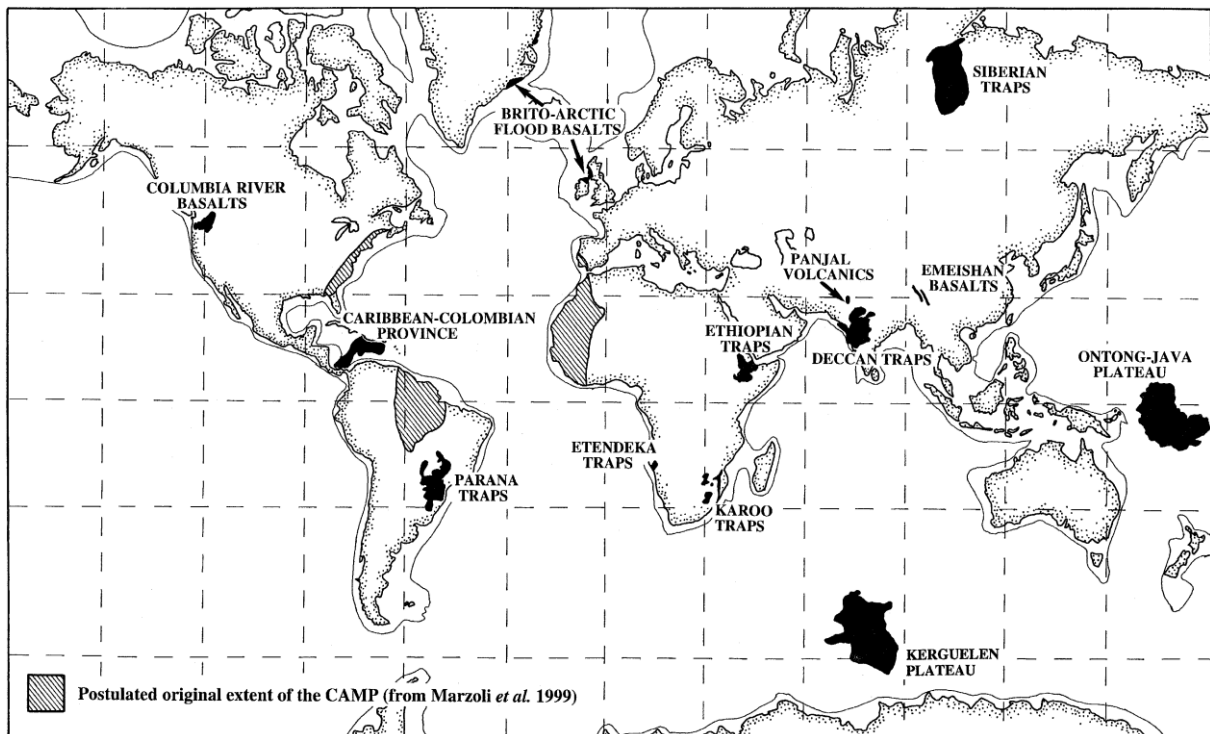 SIBERIAN
TRAPS
BRITO-ARCTIC
FLOOD BASALTS
COLUMBIA RIVER
BASALTS
PANJAL
VOLCANICS
EMEISHAN
BASALTS
CARIBBEAN-COLOMBIAN
PROVINCE
ETHIOPIAN
TRAPS
DECCAN TRAPS
ONTONG-JAVA
PLATEAU
ETENDEKA
TRAPS
PARANA
TRAPS
KAROO
TRAPS
KERGUELEN
PLATEAU
Postulated original extent of the CAMP (from Marzoli et al. 1999)